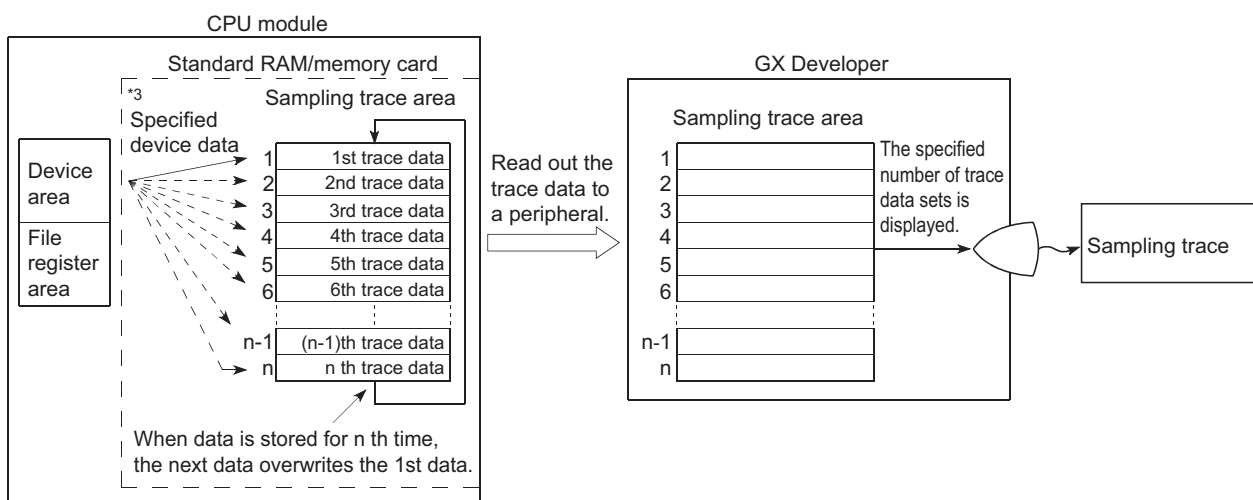 CPU module
Standard RAM/memory card
*3
Specified
device data
Sampling trace area
Device
area
File
register
area
1 1st trace data
2 2nd trace data
3 3rd trace data
4 4th trace data
5 5th trace data
6 6th trace data
n-1 (n-1)th trace data
n n th trace data
When data is stored for n th time,
the next data overwrites the 1st data.
Read out the
trace data to
a peripheral.
GX Developer
Sampling trace area
1
2
3
4
5
6
n-1
n
The specified
number of trace
data sets is
displayed.
Sampling trace